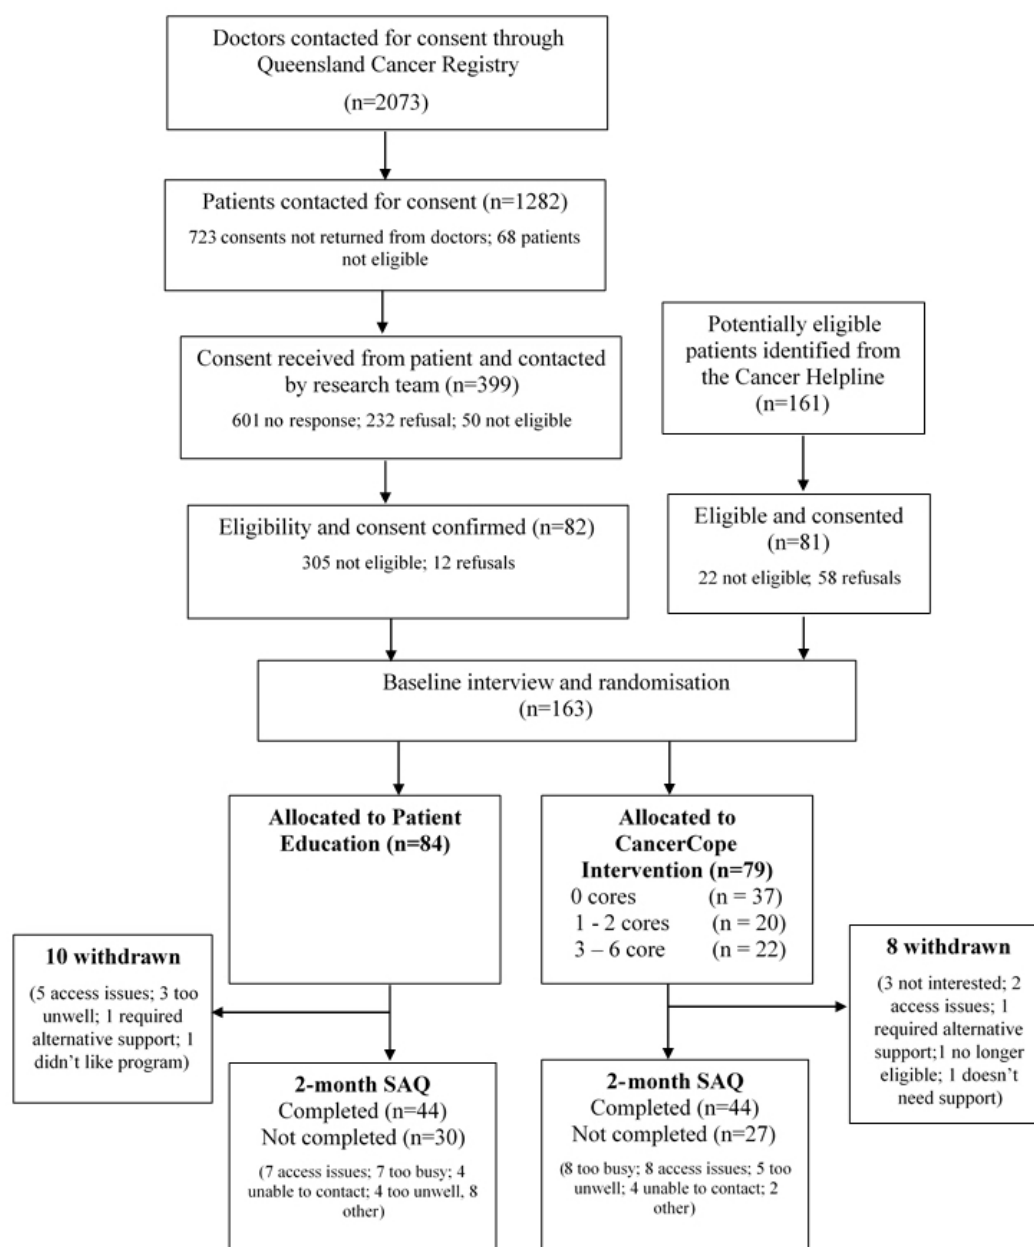 Doctors contacted for consent through
Queensland Cancer Registry
(n=2073)
Patients contacted for consent (n=1282)
723 consents not returned from doctors; 68 patients
not eligible
Consent received from patient and contacted
by research team (n=399)
601 no response; 232 refusal; 50 not eligible
Potentially eligible
patients identified from
the Cancer Helpline
(n=161)
Eligibility and consent confirmed (n=82)
305 not eligible; 12 refusals
Eligible and consented
(n=81)
22 not eligible; 58 refusals
Baseline interview and randomisation
(n=163)
Allocated to Patient
Education (n=84)
Allocated to
CancerCope
Intervention (n=79)
0 cores (n = 37)
1 - 2 cores (n = 20)
3 – 6 core (n = 22)
10 withdrawn
(5 access issues; 3 too
unwell; 1 required
alternative support; 1
didn't like program)
8 withdrawn
(3 not interested; 2
access issues; 1
required alternative
support;1 no longer
eligible; 1 doesn't
need support)
2-month SAQ
Completed (n=44)
Not completed (n=30)
(7 access issues; 7 too busy; 4
unable to contact; 4 too unwell, 8
other)
2-month SAQ
Completed (n=44)
Not completed (n=27)
(8 too busy; 8 access issues; 5 too
unwell; 4 unable to contact; 2
other)